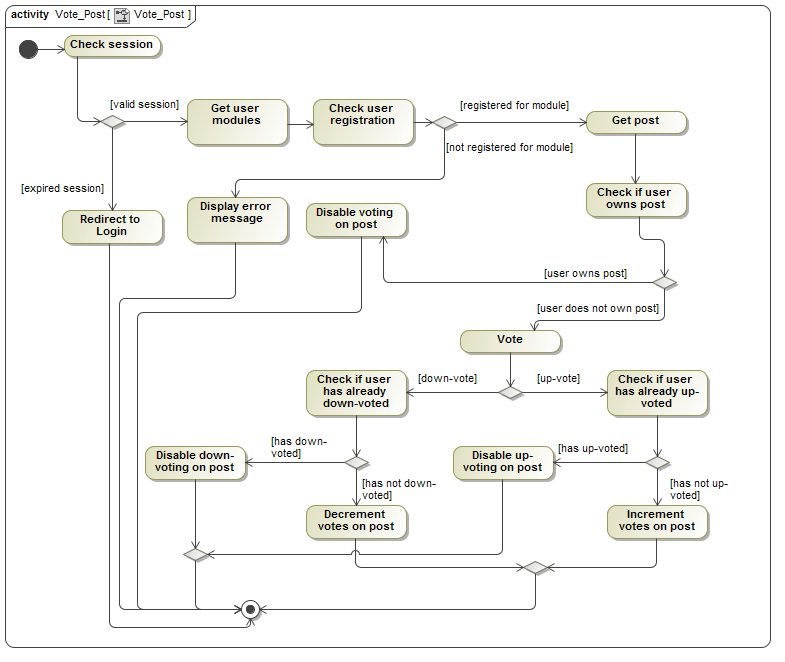 activity Vote_Post [ Vote_Post ]
Check session
[valid session]
Get user
modules
Check user
registration
[registered for module]
Get post
[not registered for module]
[expired session]
Redirect to
Login
Display error
message
Disable voting
on post
Check if user
owns post
[user owns post]
[user does not own post]
Vote
[down-vote]
[up-vote]
Check if user
has already
down-voted
Check if user
has already up-
voted
[has down-
voted]
Disable down-
voting on post
[has not down-
voted]
Decrement
votes on post
[has up-voted]
Disable up-
voting on post
[has not up-
voted]
Increment
votes on post